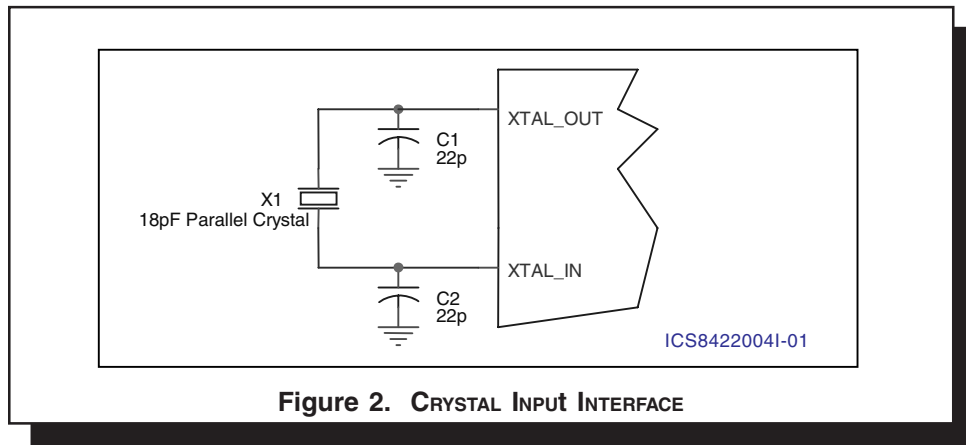 XTAL_OUT
C1
22p
X1
18pF Parallel Crystal
XTAL_IN
C2
22p
ICS8422004I-01
Figure 2. CRYSTAL INPUt INTERFACE